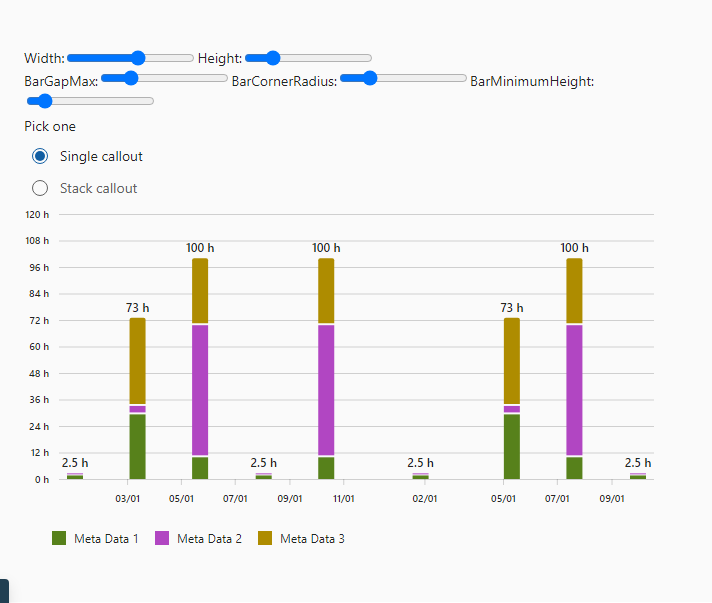 Width: Height:
BarGapMax: BarCornerRadius: BarMinimumHeight:
Pick one
Single callout
Stack callout
120 h
108 h
100 h 100 h 100 h
96 h
84 h
73 h 73 h
72 h
60 h
48 h
36 h
24 h
12 h
2.5 h 2.5 h 2.5 h 2.5 h
0 h
03/01 05/01 07/01 09/01 11/01 02/01 05/01 07/01 09/01
Meta Data 1 Meta Data 2 Meta Data 3